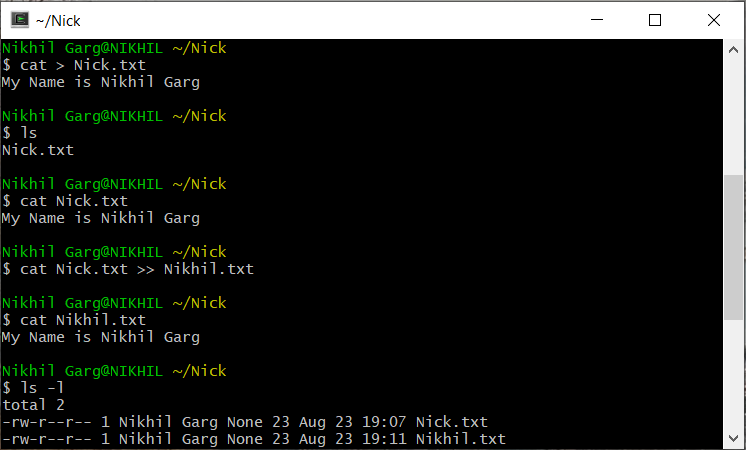 ~/Nick
Nikhil Garg@NIKHIL ~/Nick
$ cat > Nick.txt
My Name is Nikhil Garg
Nikhil Garg@NIKHIL ~/Nick
$ ls
Nick.txt
Nikhil Garg@NIKHIL ~/Nick
$ cat Nick.txt
My Name is Nikhil Garg
Nikhil Garg@NIKHIL ~/Nick
$ cat Nick.txt >> Nikhil.txt
Nikhil Garg@NIKHIL ~/Nick
$ cat Nikhil.txt
My Name is Nikhil Garg
Nikhil Garg@NIKHIL ~/Nick
$ ls -l
total 2
-rw-r--r-- 1 Nikhil Garg None 23 Aug 23 19:07 Nick.txt
-rw-r--r-- 1 Nikhil Garg None 23 Aug 23 19:11 Nikhil.txt